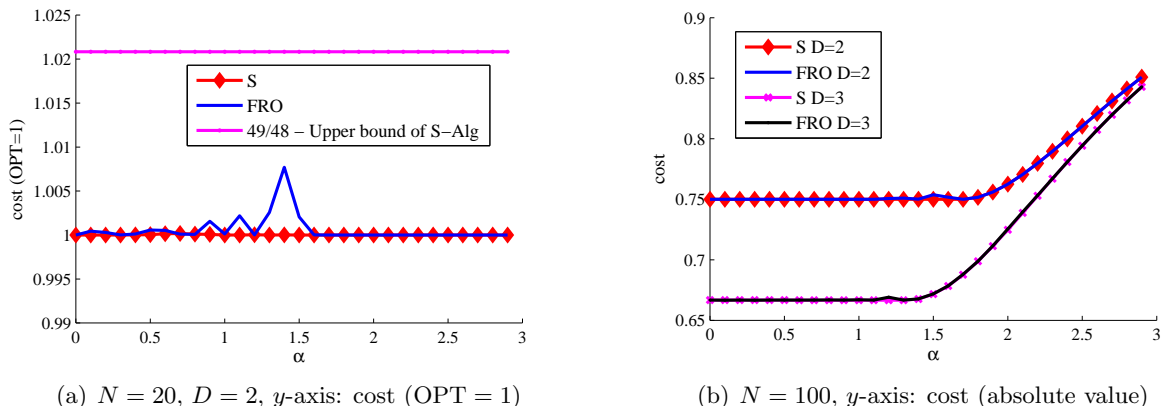 1.025
1.02
1.015
1.01
1.005
1
0.995
0.99
cost (OPT=1)
S
FRO
49/48 – Upper bound of S–Alg
0 0.5 1 1.5 2 2.5 3
α
(a) N = 20, D = 2, y-axis: cost (OPT = 1)
0.9
0.85
0.8
0.75
0.7
0.65
cost
S D=2
FRO D=2
S D=3
FRO D=3
0 0.5 1 1.5 2 2.5 3
α
(b) N = 100, y-axis: cost (absolute value)